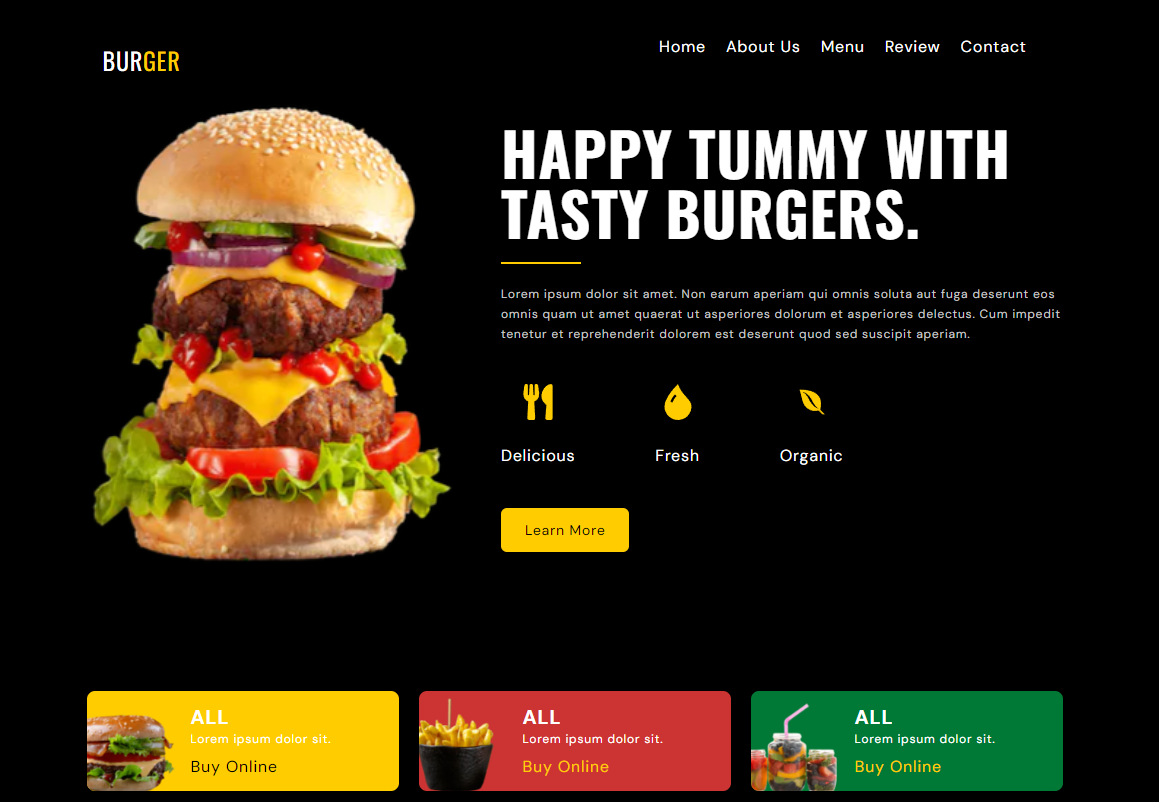 BURGER
Home About Us Menu Review Contact
HAPPY TUMMY WITH
TASTY BURGERS.
Lorem ipsum dolor sit amet. Non earum aperiam qui omnis soluta aut fuga deserunt eos
omnis quam ut amet quaerat ut asperiores dolorum et asperiores delectus. Cum impedit
tenetur et reprehenderit dolorem est deserunt quod sed suscipit aperiam.
Delicious
Fresh
Organic
Learn More
ALL
Lorem ipsum dolor sit.
Buy Online
ALL
Lorem ipsum dolor sit.
Buy Online
ALL
Lorem ipsum dolor sit.
Buy Online